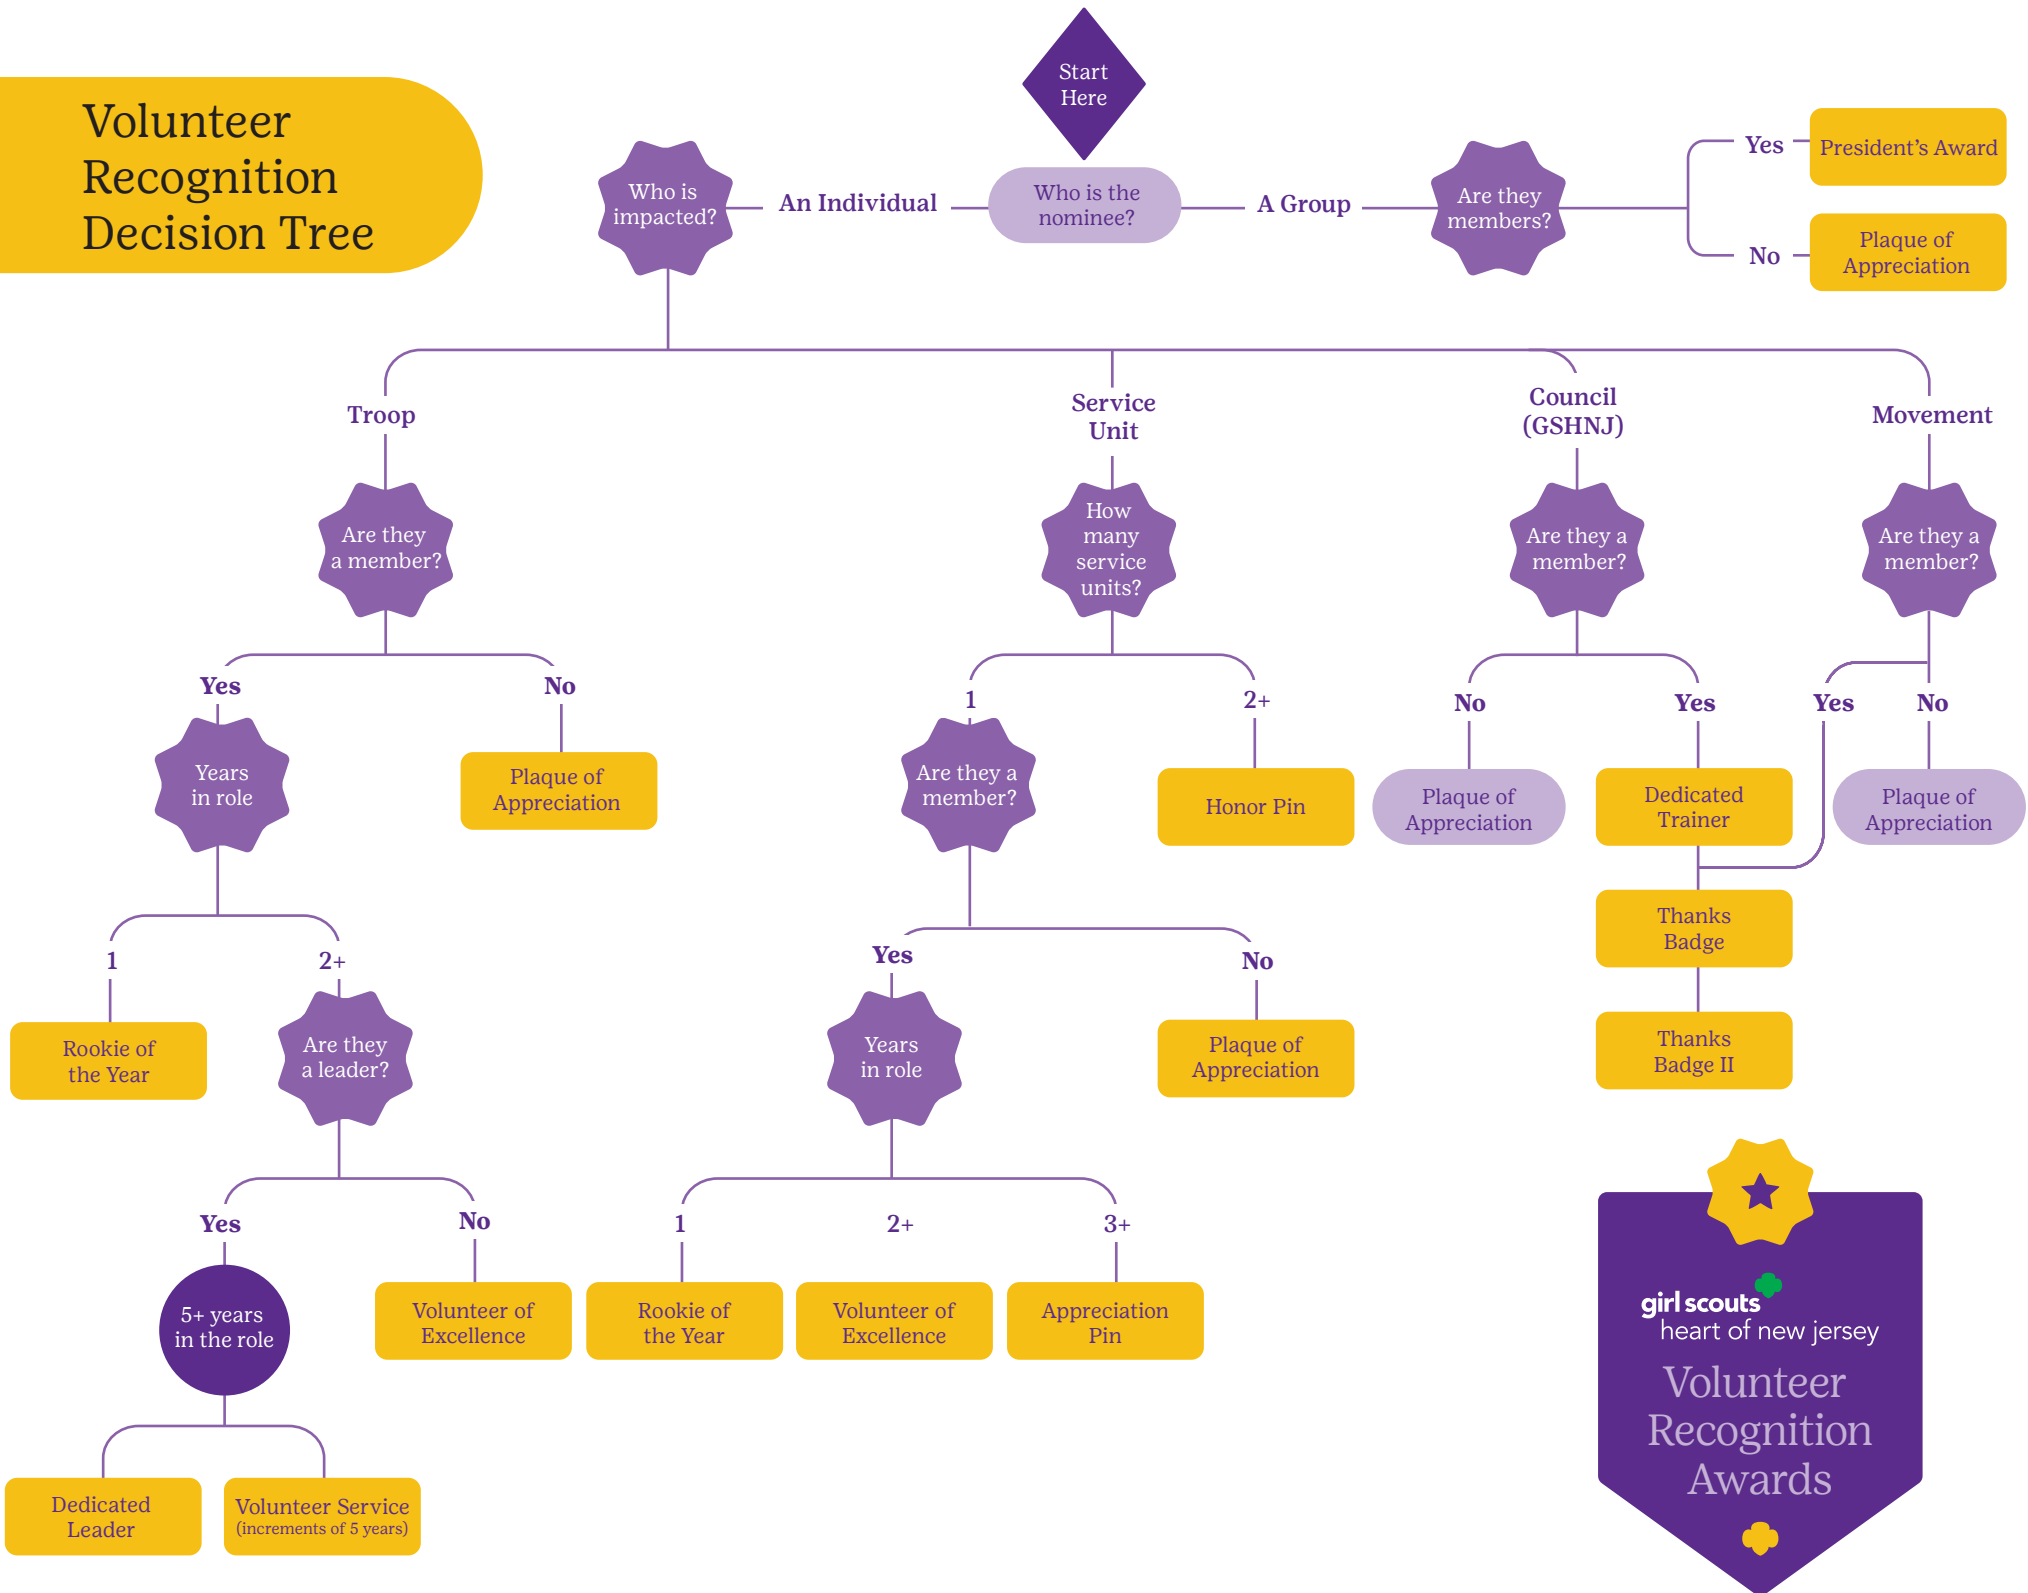 Volunteer
Recognition
Decision Tree
Start
Here
Who is
impacted?
An Individual
Who is the
nominee?
A Group
Are they
members?
Yes
President's Award
No
Plaque of
Appreciation
Troop
Service
Unit
Council
(GSHNJ)
Movement
Are they
a member?
How
many
service
units?
Are they a
member?
Are they a
member?
Yes
No
1
2+
No
Yes
Yes
No
Years
in role
Plaque of
Appreciation
Are they a
member?
Honor Pin
Plaque of
Appreciation
Dedicated
Trainer
Plaque of
Appreciation
Thanks
Badge
1
2+
Yes
No
Rookie of
the Year
Are they
a leader?
Years
in role
Plaque of
Appreciation
Thanks
Badge II
Yes
No
1
2+
3+
5+ years
in the role
Volunteer of
Excellence
Rookie of
the Year
Volunteer of
Excellence
Appreciation
Pin
Dedicated
Leader
Volunteer Service
(increments of 5 years)
girl scouts
heart of new jersey
Volunteer
Recognition
Awards